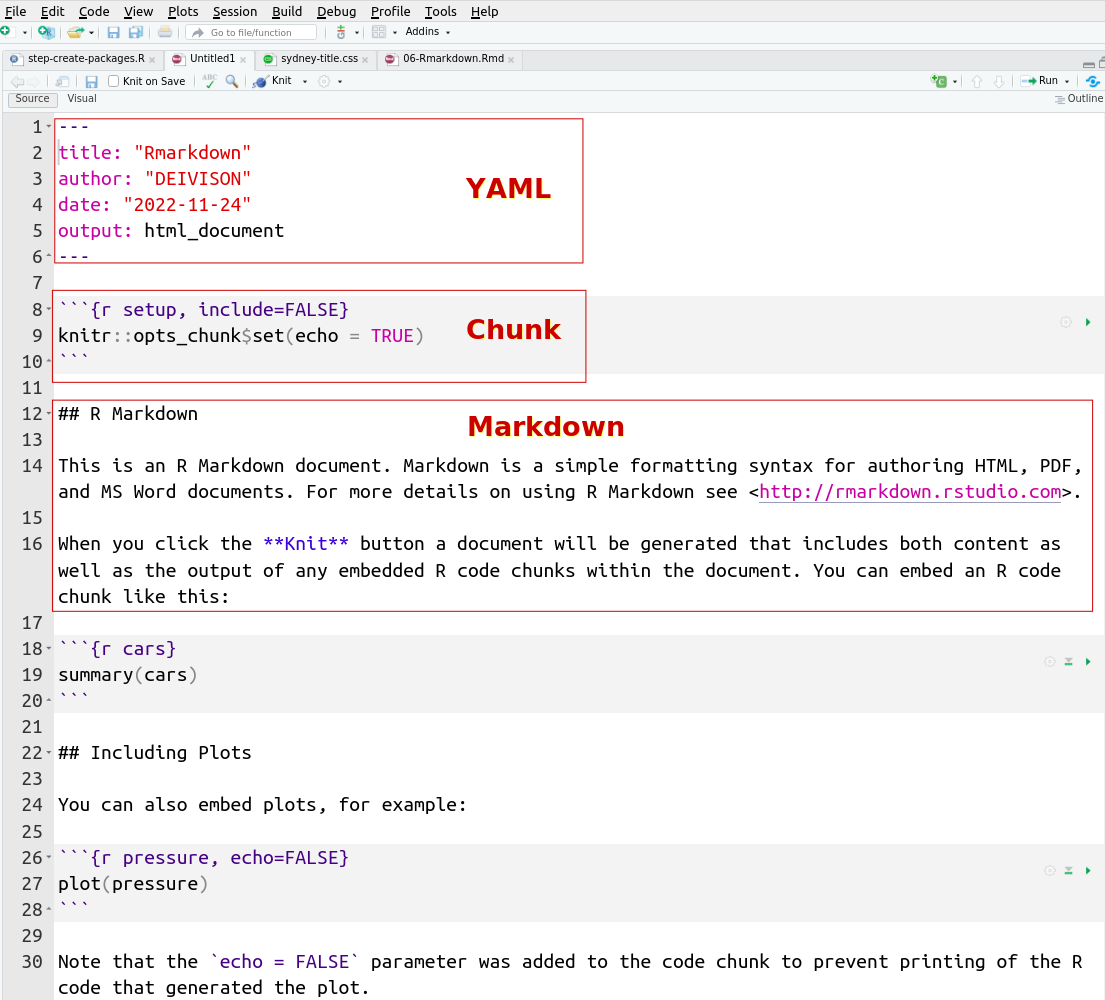 File Edit Code View Plots Session Build Debug Profile Tools Help
Go to file/function Addins
step-create-packages.R Untitled1 sydney-title.css 06-Rmarkdown.Rmd
Knit on Save ABC Knit Run
Source Visual Outline
1 ---
2 title: "Rmarkdown"
3 author: "DEIVISON"
YAML
4 date: "2022-11-24"
5 output: html_document
6 ---
7
8 ```{r setup, include=FALSE}
9 knitr::opts_chunk$set(echo = TRUE)
Chunk
10 ```
11
12 ## R Markdown
Markdown
13
14 This is an R Markdown document. Markdown is a simple formatting syntax for authoring HTML, PDF,
and MS Word documents. For more details on using R Markdown see <http://rmarkdown.rstudio.com>.
15
16 When you click the **Knit** button a document will be generated that includes both content as
well as the output of any embedded R code chunks within the document. You can embed an R code
chunk like this:
17
18 ```{r cars}
19 summary(cars)
20 ```
21
22 ## Including Plots
23
24 You can also embed plots, for example:
25
26 ```{r pressure, echo=FALSE}
27 plot(pressure)
28 ```
29
30 Note that the `echo = FALSE` parameter was added to the code chunk to prevent printing of the R
code that generated the plot.